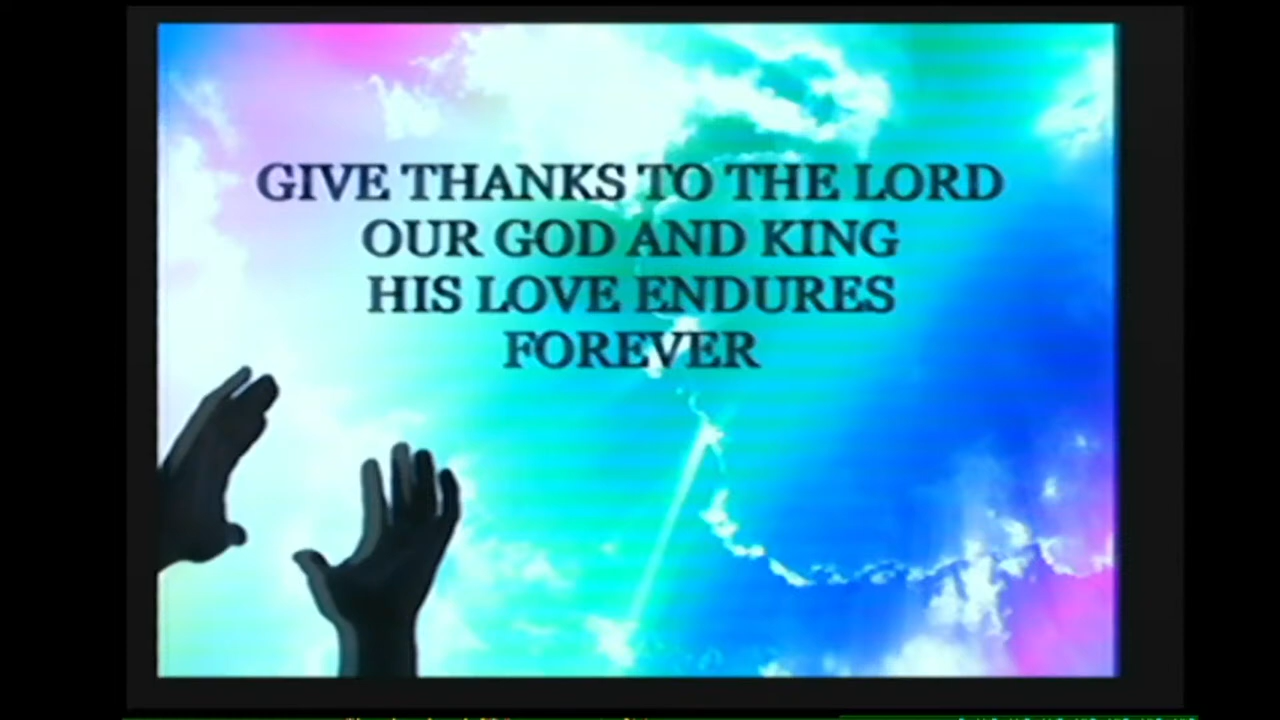 GIVE THANKS TO THE LORD
OUR GOD AND KING
HIS LOVE ENDURES
FOREVER